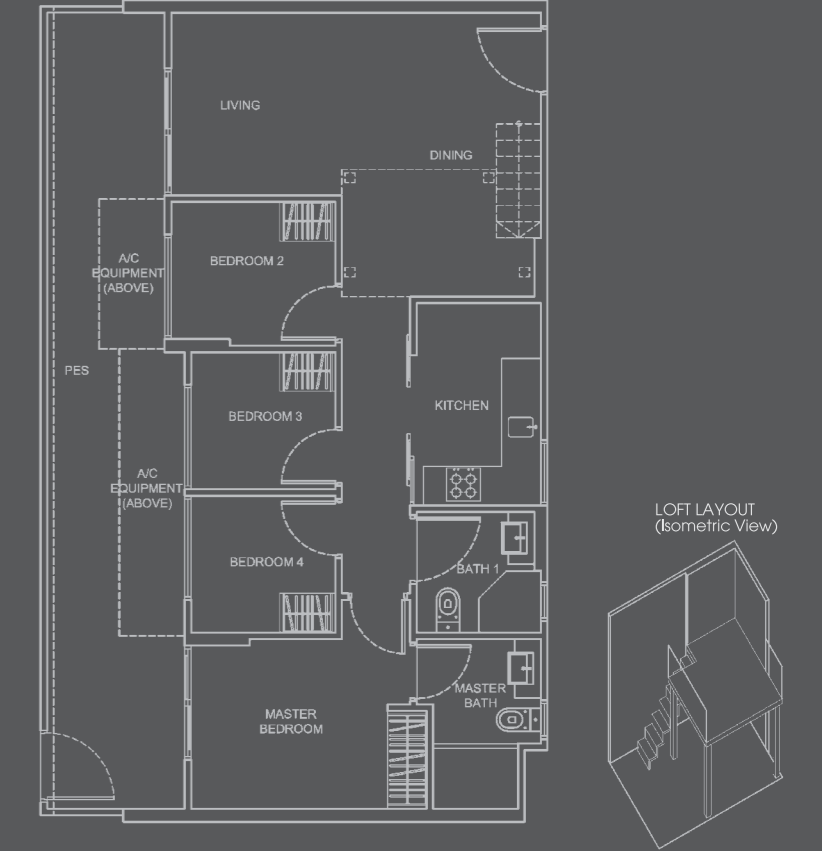 LIVING
DINING
A/C
EQUIPMENT
(ABOVE)
BEDROOM 2
PES
BEDROOM 3
KITCHEN
A/C
EQUIPMENT
(ABOVE)
BEDROOM 4
BATH 1
LOFT LAYOUT
(Isometric View)
MASTER
BATH
MASTER
BEDROOM